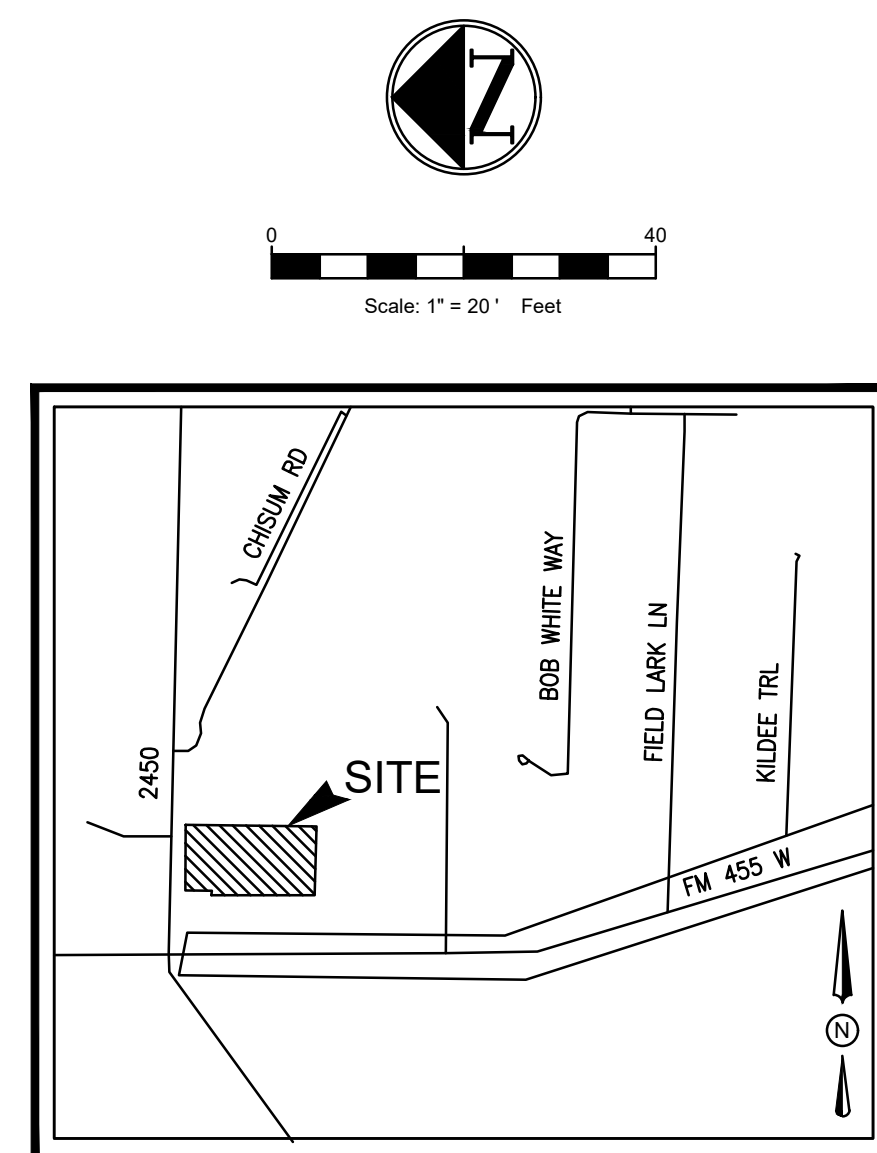 N
0 40
Scale: 1" = 20 ' Feet
CHISUM RD
BOB WHITE WAY
FIELD LARK LN
KILDEE TRL
2450
SITE
FM 455 W
N